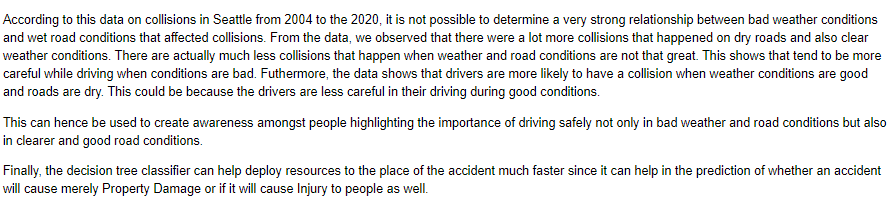 According to this data on collisions in Seattle from 2004 to the 2020, it is not possible to determine a very strong relationship between bad weather conditions
and wet road conditions that affected collisions. From the data, we observed that there were a lot more collisions that happened on dry roads and also clear
weather conditions. There are actually much less collisions that happen when weather and road conditions are not that great. This shows that tend to be more
careful while driving when conditions are bad. Futhermore, the data shows that drivers are more likely to have a collision when weather conditions are good
and roads are dry. This could be because the drivers are less careful in their driving during good conditions.
This can hence be used to create awareness amongst people highlighting the importance of driving safely not only in bad weather and road conditions but also
in clearer and good road conditions.
Finally, the decision tree classifier can help deploy resources to the place of the accident much faster since it can help in the prediction of whether an accident
will cause merely Property Damage or if it will cause Injury to people as well.